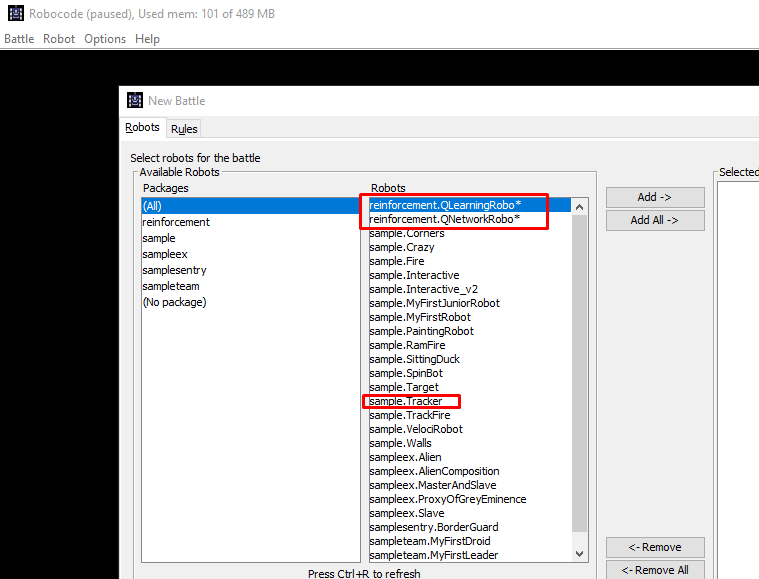 Robocode (paused), Used mem: 101 of 489 MB
Battle Robot Options Help
New Battle
Robots Rules
Select robots for the battle
Available Robots
Selected
Packages
(All)
reinforcement
sample
sampleex
samplesentry
sampleteam
(No package)
Robots
reinforcement.QLearningRobo*
reinforcement.QNetworkRobo*
sample.Corners
sample.Crazy
sample.Fire
sample.Interactive
sample.Interactive_v2
sample.MyFirstJuniorRobot
sample.MyFirstRobot
sample.PaintingRobot
sample.RamFire
sample.SittingDuck
sample.SpinBot
sample.Target
sample.Tracker
sample.TrackFire
sample.VelociRobot
sample.Walls
sampleex.Alien
sampleex.AlienComposition
sampleex.MasterAndSlave
sampleex.ProxyOfGreyEminence
sampleex.Slave
samplesentry.BorderGuard
sampleteam.MyFirstDroid
sampleteam.MyFirstLeader
Add ->
Add All ->
<- Remove
<- Remove All
Press Ctrl+R to refresh